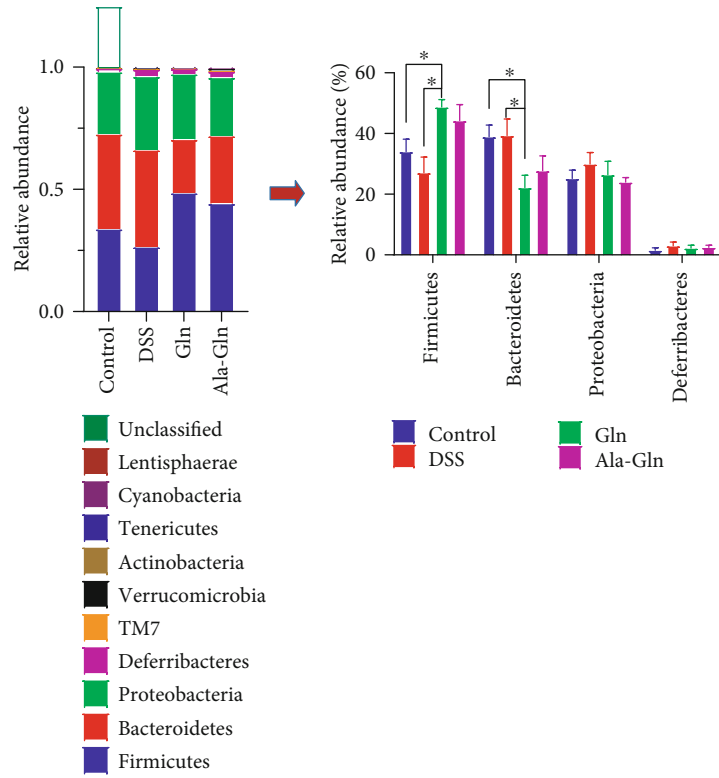 Relative abundance
1.0
0.5
0.0
Control
DSS
Gln
Ala-Gln
Unclassified
Lentisphaerae
Cyanobacteria
Tenericutes
Actinobacteria
Verrucomicrobia
TM7
Deferribacteres
Proteobacteria
Bacteroidetes
Firmicutes
Relative abundance (%)
60
40
20
0
*
*
*
*
Firmicutes
Bacteroidetes
Proteobacteria
Deferribacteres
Control
DSS
Gln
Ala-Gln